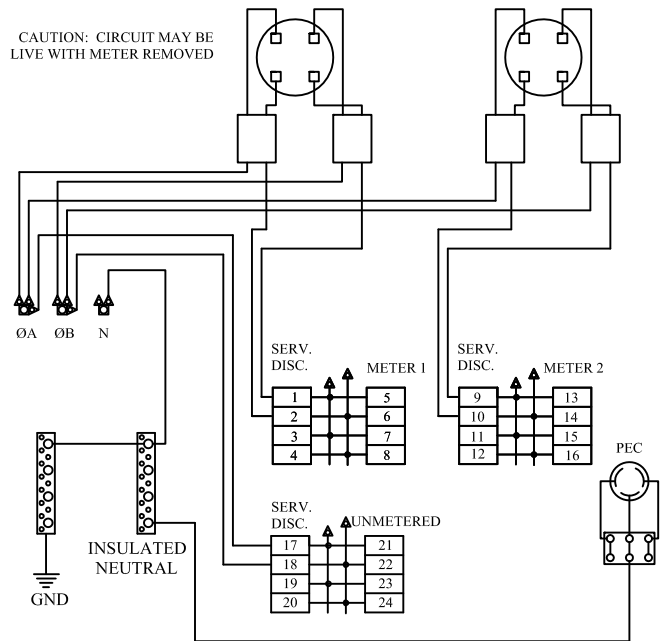 CAUTION: CIRCUIT MAY BE
LIVE WITH METER REMOVED
ØA
ØB
N
SERV.
DISC.
METER 1
1
5
2
6
3
7
4
8
SERV.
DISC.
METER 2
9
13
10
14
11
15
12
16
PEC
INSULATED
NEUTRAL
GND
SERV.
DISC.
UNMETERED
17
21
18
22
19
23
20
24